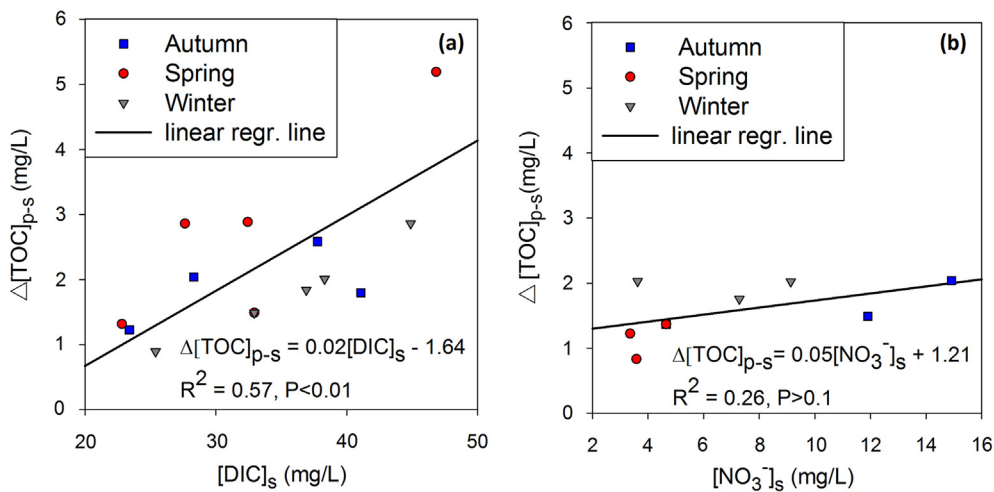 (a)
Autumn
Spring
Winter
linear regr. line
△[TOC]p-s (mg/L)
6
5
4
3
2
1
0
Δ[TOC]p-s = 0.02[DIC]s - 1.64
R² = 0.57, P<0.01
20 30 40 50
[DIC]s (mg/L)
(b)
Autumn
Spring
Winter
linear regr. line
△ [TOC]p-s(mg/L)
6
5
4
3
2
1
0
Δ[TOC]p-s= 0.05[NO3⁻]s + 1.21
R² = 0.26, P>0.1
2 4 6 8 10 12 14 16
[NO3⁻]s (mg/L)